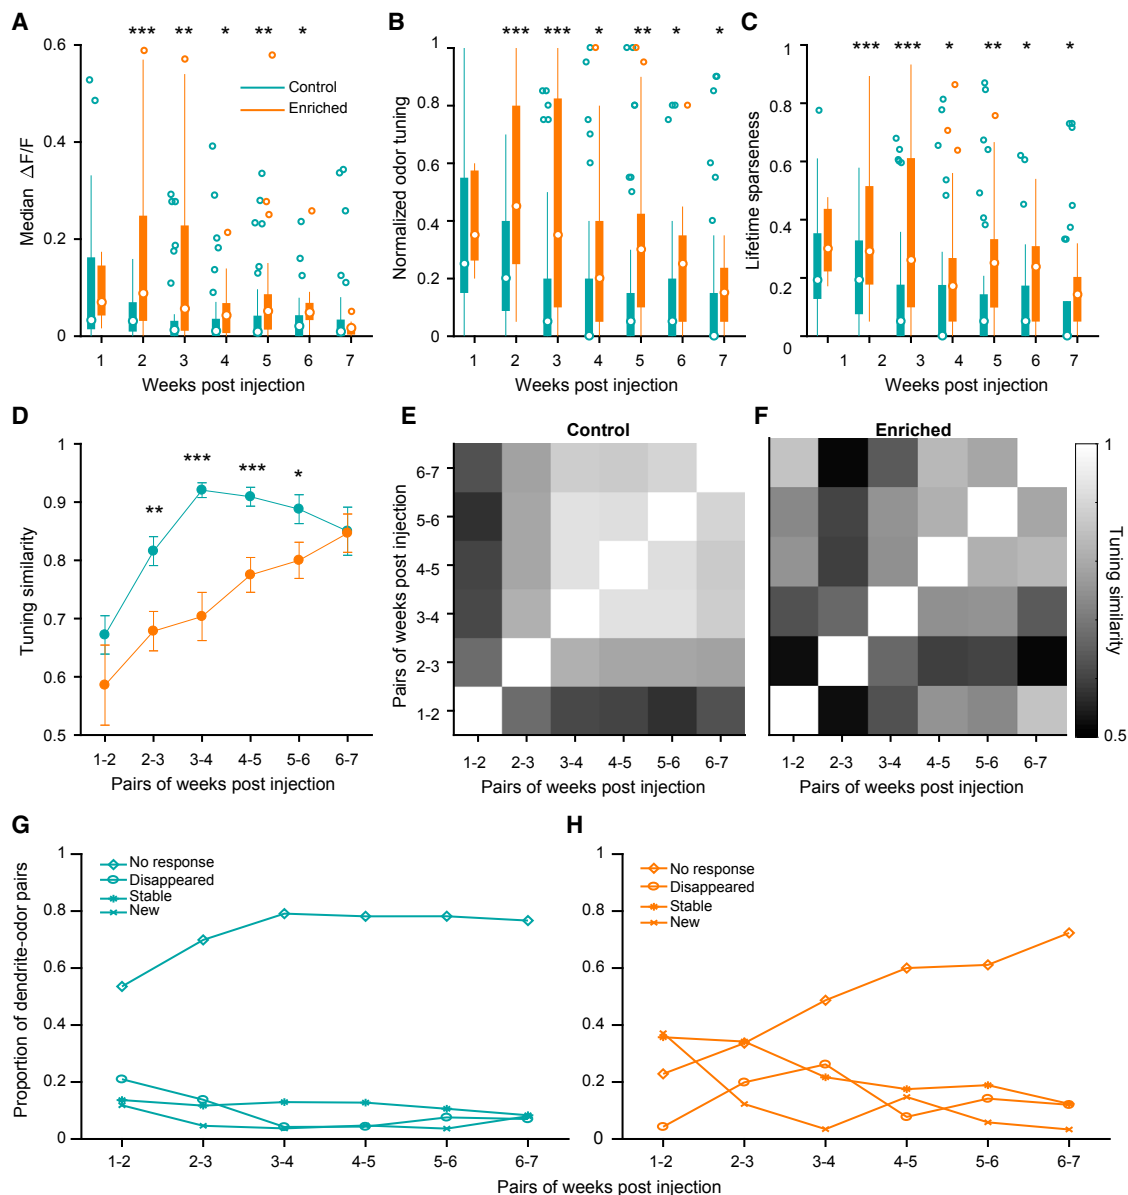 A
*** ** * ** *
Median ΔF/F
0.6
0.4
0.2
0
Control
Enriched
1 2 3 4 5 6 7
Weeks post injection
B
*** *** * ** * *
Normalized odor tuning
1
0.8
0.6
0.4
0.2
0
1 2 3 4 5 6 7
Weeks post injection
C
*** *** * ** * *
Lifetime sparseness
1
0.8
0.6
0.4
0.2
0
1 2 3 4 5 6 7
Weeks post injection
D
** *** *** *
Tuning similarity
1
0.9
0.8
0.7
0.6
0.5
1-2 2-3 3-4 4-5 5-6 6-7
Pairs of weeks post injection
E
Control
Pairs of weeks post injection
6-7
5-6
4-5
3-4
2-3
1-2
1-2 2-3 3-4 4-5 5-6 6-7
Pairs of weeks post injection
F
Enriched
1-2 2-3 3-4 4-5 5-6 6-7
Pairs of weeks post injection
1
0.5
Tuning similarity
G
Proportion of dendrite-odor pairs
1
0.8
0.6
0.4
0.2
0
No response
Disappeared
Stable
New
1-2 2-3 3-4 4-5 5-6 6-7
H
1
0.8
0.6
0.4
0.2
0
No response
Disappeared
Stable
New
1-2 2-3 3-4 4-5 5-6 6-7
Pairs of weeks post injection